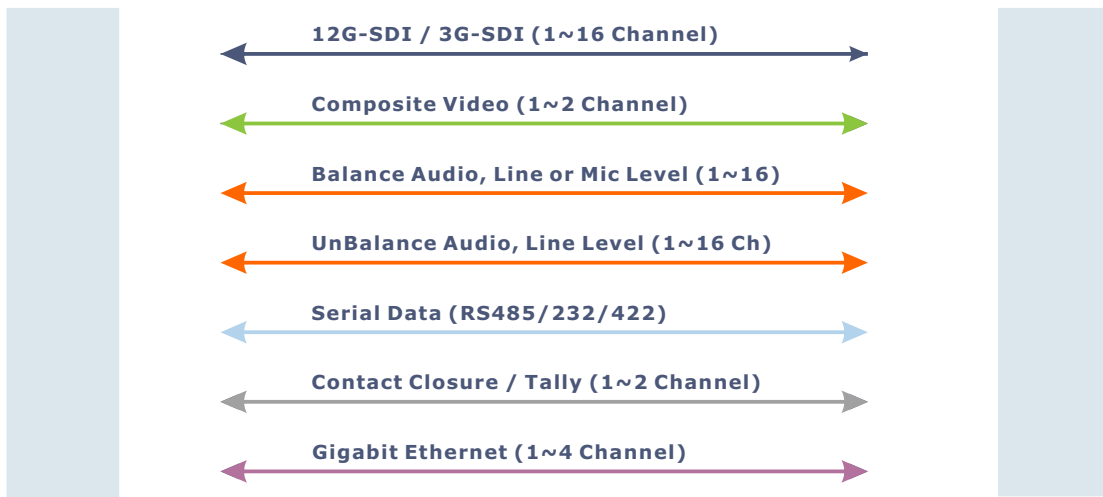 12G-SDI / 3G-SDI (1~16 Channel)
Composite Video (1~2 Channel)
Balance Audio, Line or Mic Level (1~16)
UnBalance Audio, Line Level (1~16 Ch)
Serial Data (RS485/232/422)
Contact Closure / Tally (1~2 Channel)
Gigabit Ethernet (1~4 Channel)